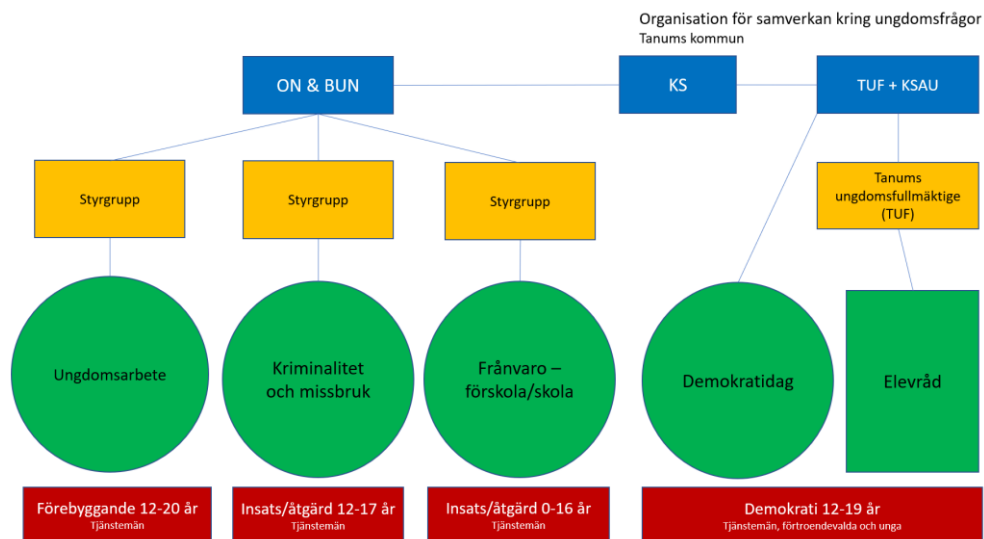 Organisation för samverkan kring ungdomsfrågor
Tanums kommun
ON & BUN
KS
TUF + KSAU
Styrgrupp
Styrgrupp
Styrgrupp
Tanums
ungdomsfullmäktige
(TUF)
Ungdomsarbete
Kriminalitet
och missbruk
Frånvaro –
förskola/skola
Demokratidag
Elevråd
Förebyggande 12-20 år
Tjänstemän
Insats/åtgärd 12-17 år
Tjänstemän
Insats/åtgärd 0-16 år
Tjänstemän
Demokrati 12-19 år
Tjänstemän, förtroendevalda och unga